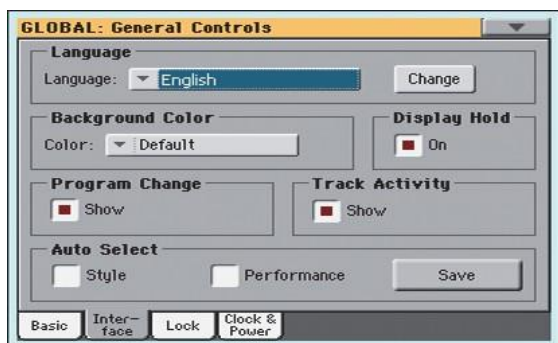 GLOBAL: General Controls
Language
Language: English
Change
Background Color
Display Hold
Color: Default
On
Program Change
Track Activity
Show
Show
Auto Select
Style
Performance
Save
Basic
Inter-
face
Lock
Clock &
Power